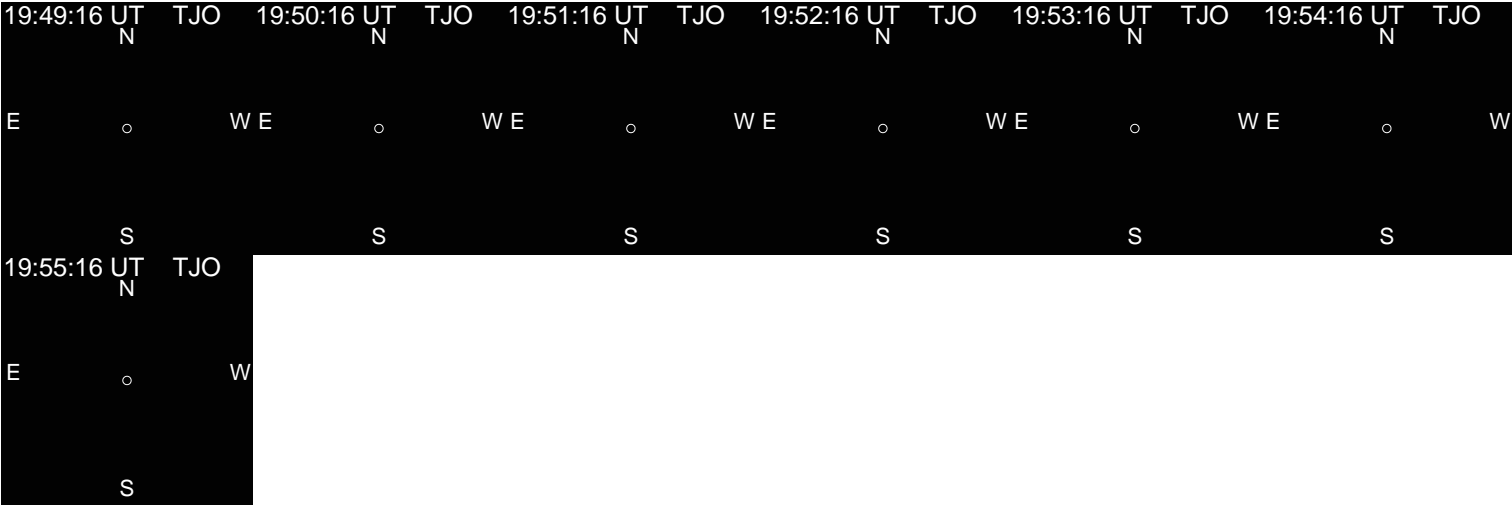 19:49:16 UT TJO 19:50:16 UT TJO 19:51:16 UT TJO 19:52:16 UT TJO 19:53:16 UT TJO 19:54:16 UT TJO
N N N N N N
E W E W E W E W E W E W
S S S S S S
19:55:16 UT TJO
N
E W
S